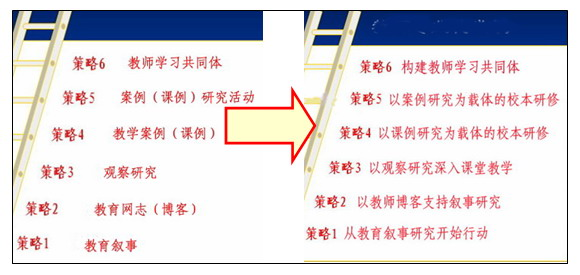 策略6 教师学习共同体
策略5 案例（课例）研究活动
策略4 教学案例（课例）
策略3 观察研究
策略2 教育网志（博客）
策略1 教育叙事
策略6 构建教师学习共同体
策略5 以案例研究为载体的校本研修
策略4 以课例研究为载体的校本研修
策略3 以观察研究深入课堂教学
策略2 以教师博客支持叙事研究
策略1 从教育叙事研究开始行动